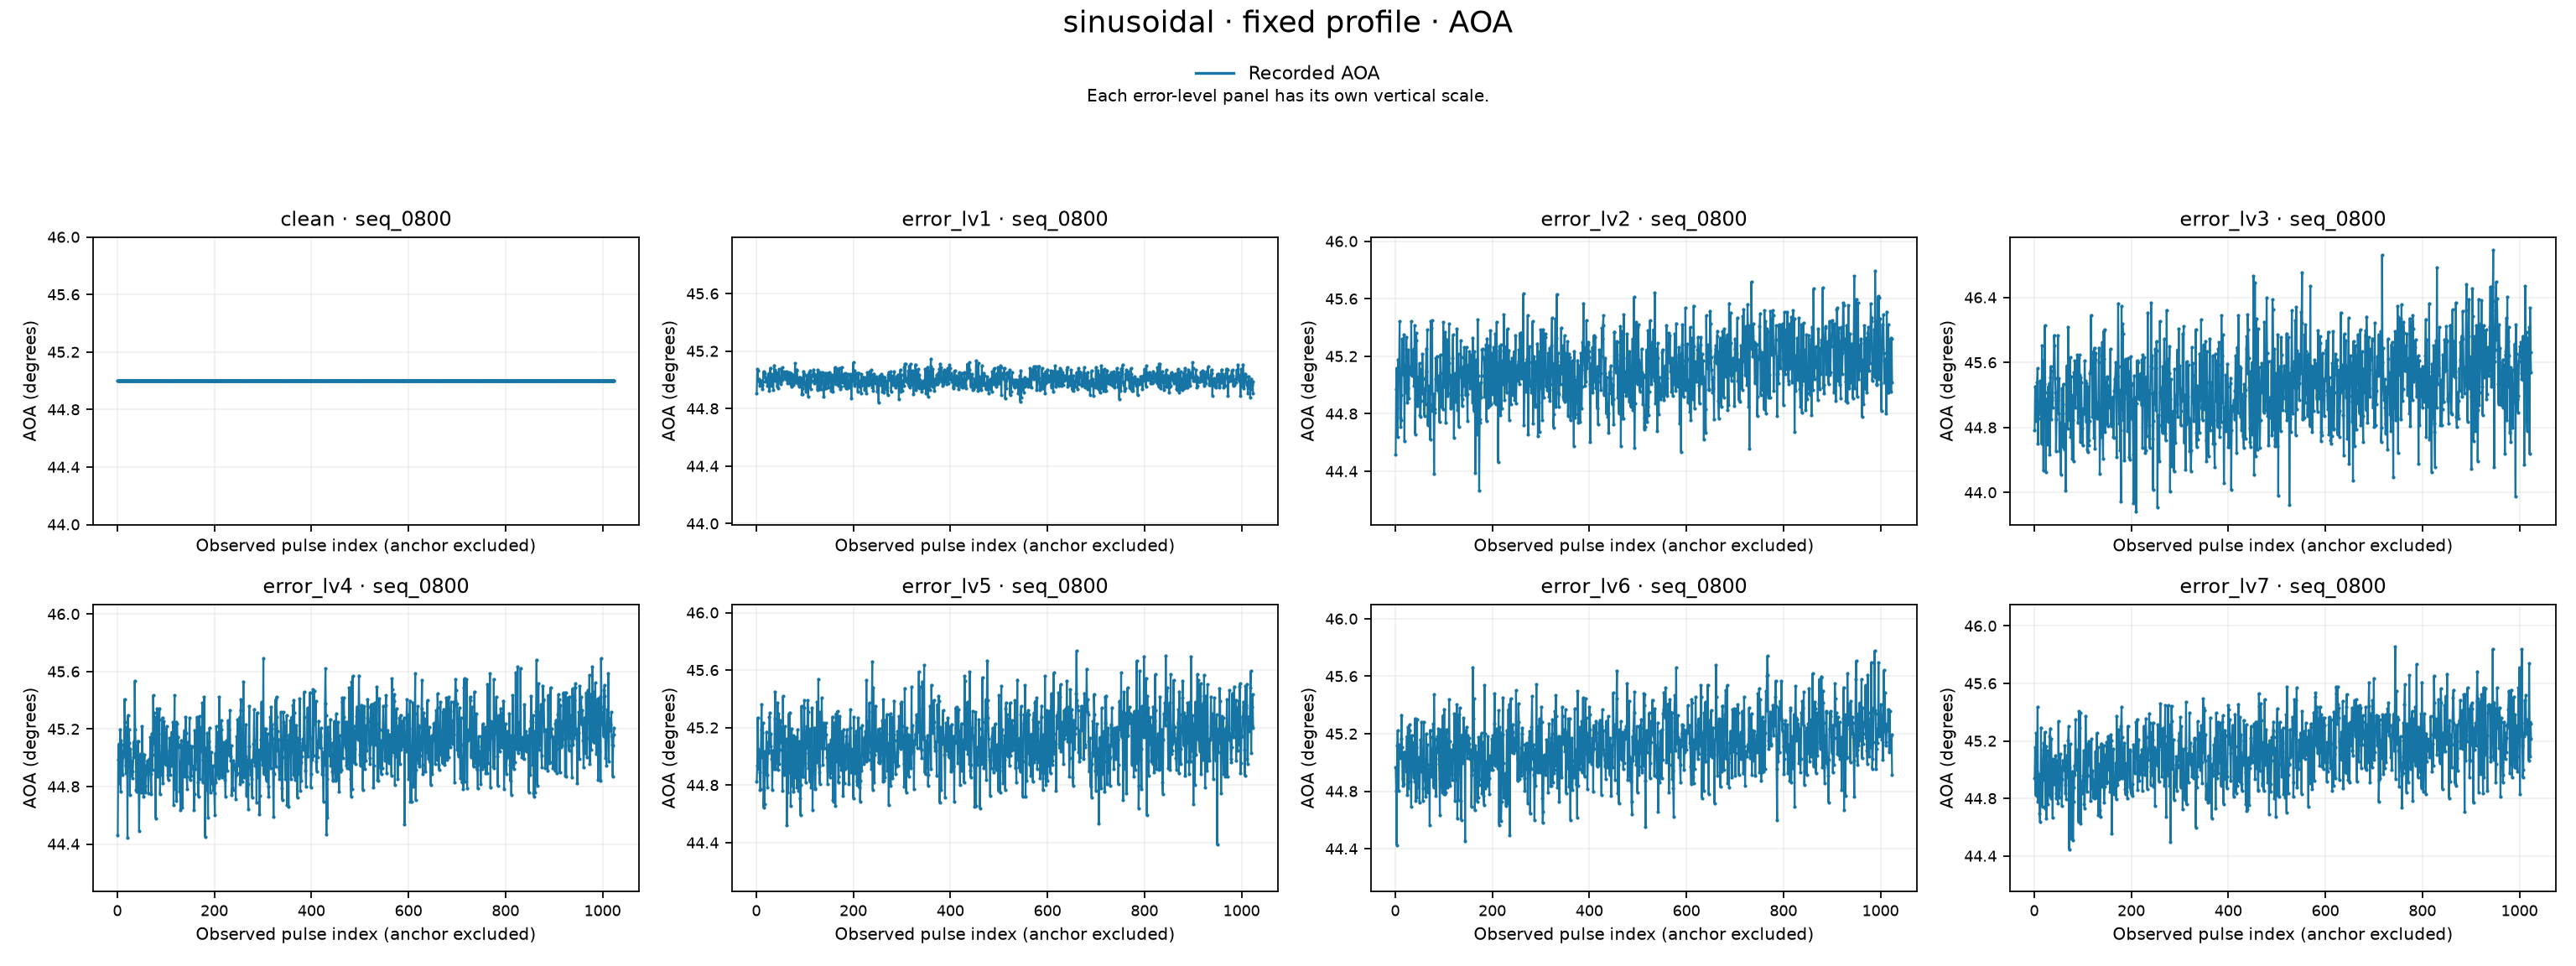 sinusoidal · fixed profile · AOA
Recorded AOA
Each error-level panel has its own vertical scale.
clean · seq_0800
AOA (degrees)
46.0
45.6
45.2
44.8
44.4
44.0
Observed pulse index (anchor excluded)
error_lv1 · seq_0800
AOA (degrees)
45.6
45.2
44.8
44.4
44.0
Observed pulse index (anchor excluded)
error_lv2 · seq_0800
AOA (degrees)
46.0
45.6
45.2
44.8
44.4
Observed pulse index (anchor excluded)
error_lv3 · seq_0800
AOA (degrees)
46.4
45.6
44.8
44.0
Observed pulse index (anchor excluded)
error_lv4 · seq_0800
AOA (degrees)
46.0
45.6
45.2
44.8
44.4
0 200 400 600 800 1000
Observed pulse index (anchor excluded)
error_lv5 · seq_0800
AOA (degrees)
46.0
45.6
45.2
44.8
44.4
0 200 400 600 800 1000
Observed pulse index (anchor excluded)
error_lv6 · seq_0800
AOA (degrees)
46.0
45.6
45.2
44.8
44.4
0 200 400 600 800 1000
Observed pulse index (anchor excluded)
error_lv7 · seq_0800
AOA (degrees)
46.0
45.6
45.2
44.8
44.4
0 200 400 600 800 1000
Observed pulse index (anchor excluded)